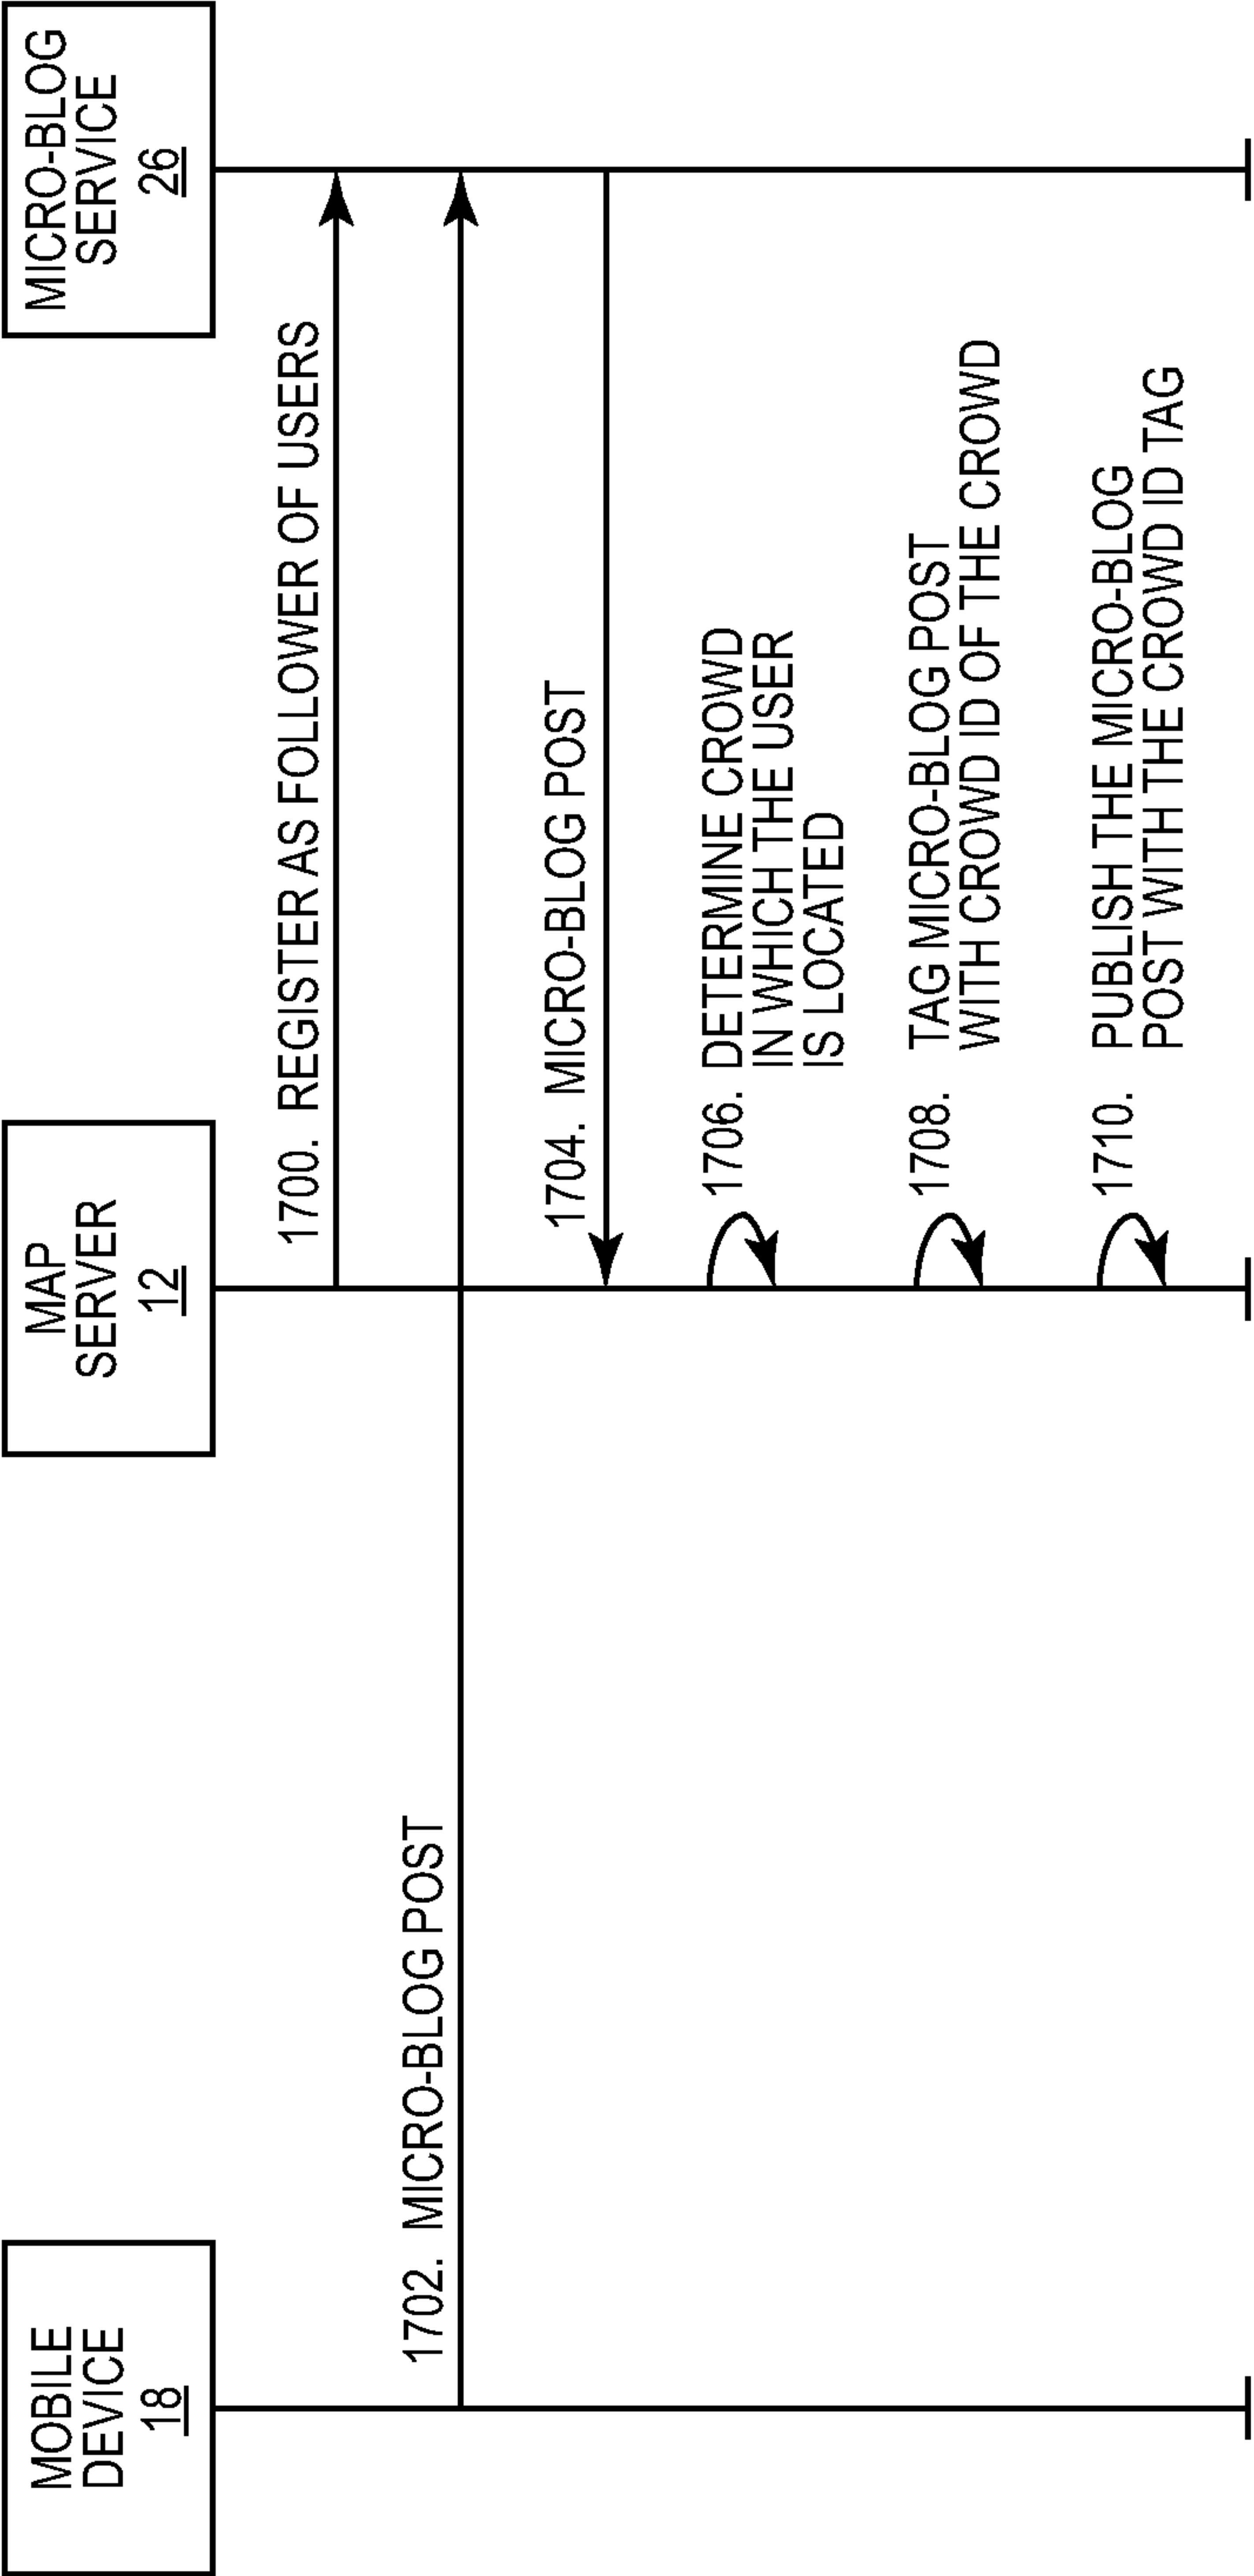 MOBILE
DEVICE
18
MAP
SERVER
12
MICRO-BLOG
SERVICE
26
1700. REGISTER AS FOLLOWER OF USERS
1702. MICRO-BLOG POST
1704. MICRO-BLOG POST
1706. DETERMINE CROWD
IN WHICH THE USER
IS LOCATED
1708. TAG MICRO-BLOG POST
WITH CROWD ID OF THE CROWD
1710. PUBLISH THE MICRO-BLOG
POST WITH THE CROWD ID TAG